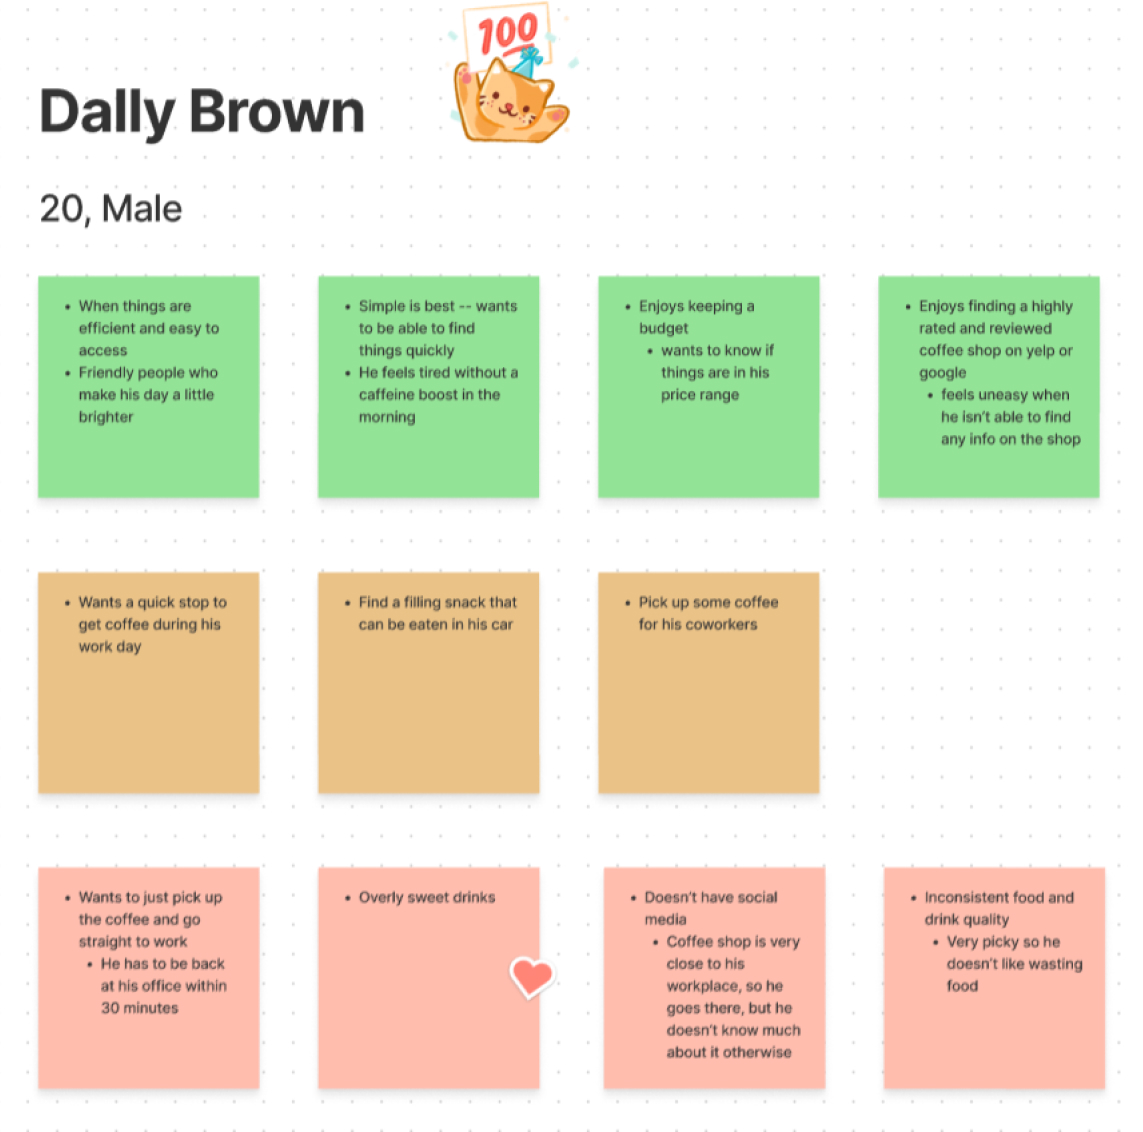 100
Dally Brown
20, Male
• When things are
efficient and easy to
access
• Friendly people who
make his day a little
brighter
• Simple is best -- wants
to be able to find
things quickly
• He feels tired without a
caffeine boost in the
morning
• Enjoys keeping a
budget
• wants to know if
things are in his
price range
• Enjoys finding a highly
rated and reviewed
coffee shop on yelp or
google
• feels uneasy when
he isn't able to find
any info on the shop
• Wants a quick stop to
get coffee during his
work day
• Find a filling snack that
can be eaten in his car
• Pick up some coffee
for his coworkers
• Wants to just pick up
the coffee and go
straight to work
• He has to be back
at his office within
30 minutes
• Overly sweet drinks
• Doesn't have social
media
• Coffee shop is very
close to his
workplace, so he
goes there, but he
doesn't know much
about it otherwise
• Inconsistent food and
drink quality
• Very picky so he
doesn't like wasting
food